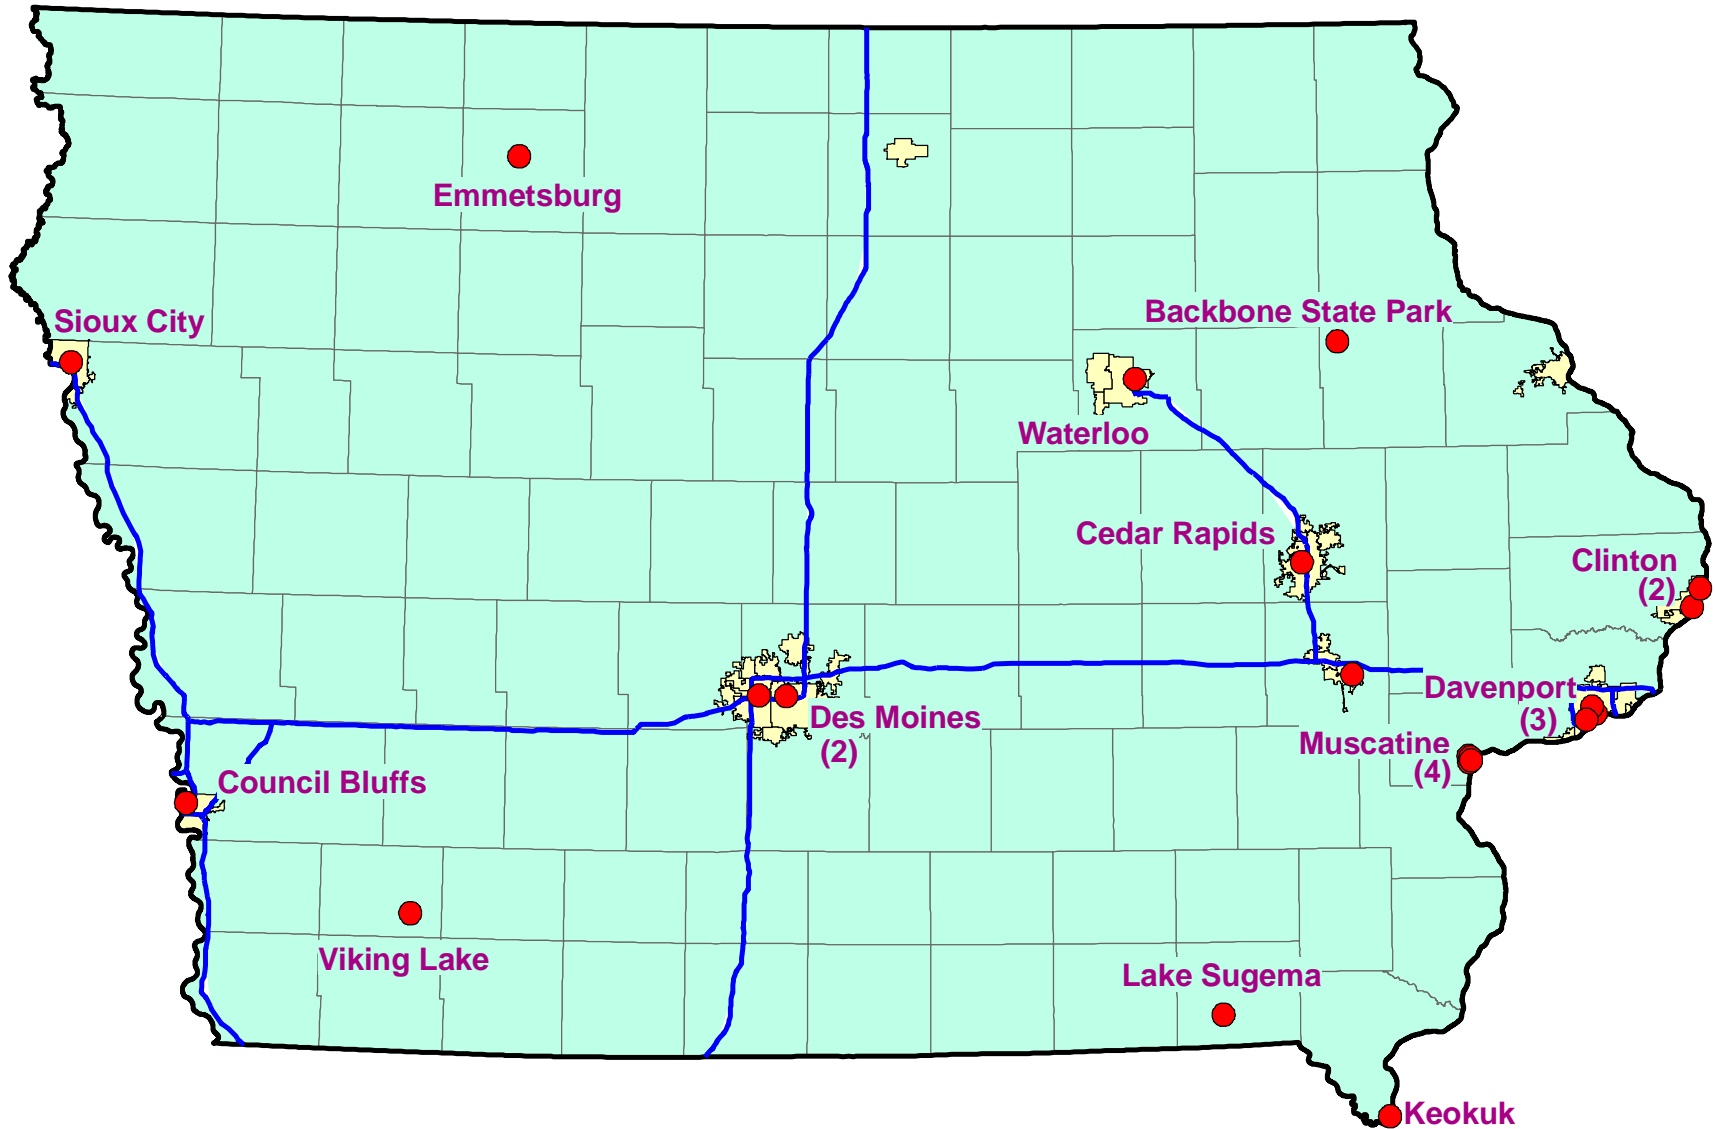 Emmetsburg
Sioux City
Backbone State Park
Waterloo
Cedar Rapids
Clinton
(2)
Davenport
(3)
Des Moines
(2)
Muscatine
(4)
Council Bluffs
Viking Lake
Lake Sugema
Keokuk